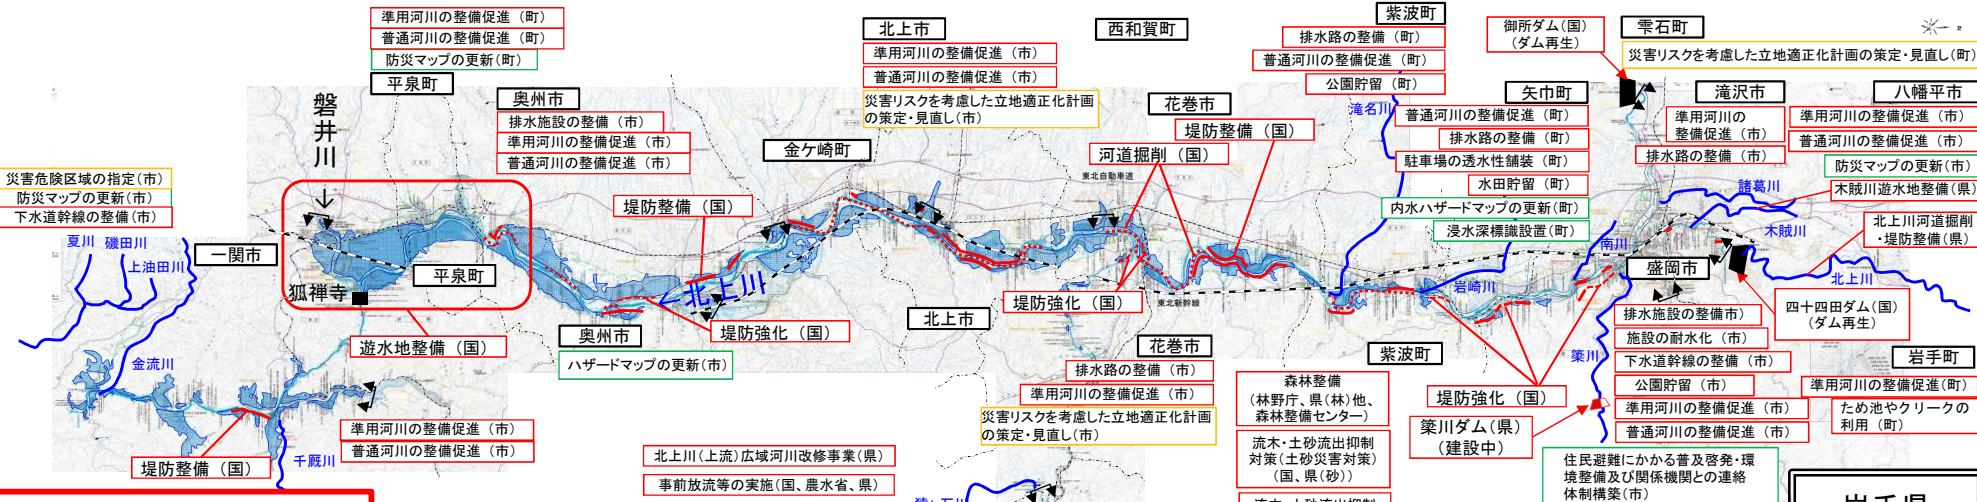 準用河川の整備促進（町）
普通河川の整備促進（町）
防災マップの更新（町）
平泉町
磐井川
奥州市
排水施設の整備（市）
準用河川の整備促進（市）
普通河川の整備促進（市）
災害危険区域の指定（市）
防災マップの更新（市）
下水道幹線の整備（市）
夏川
磯田川
上油田川
一関市
狐禅寺
平泉町
遊水地整備（国）
金流川
堤防整備（国）
千厩川
準用河川の整備促進（市）
普通河川の整備促進（市）
堤防整備（国）
奥州市
ハザードマップの更新（市）
←北上川
堤防強化（国）
金ケ崎町
北上市
準用河川の整備促進（市）
普通河川の整備促進（市）
災害リスクを考慮した立地適正化計画
の策定・見直し（市）
西和賀町
花巻市
堤防整備（国）
河道掘削（国）
東北自動車道
北上市
堤防強化（国）
東北新幹線
花巻市
排水路の整備（市）
準用河川の整備促進（市）
災害リスクを考慮した立地適正化計画
の策定・見直し（市）
北上川（上流）広域河川改修事業（県）
事前放流等の実施（国、農水省、県）
紫波町
排水路の整備（町）
普通河川の整備促進（町）
公園貯留（町）
滝名川
矢巾町
普通河川の整備促進（町）
排水路の整備（町）
駐車場の透水性舗装（町）
水田貯留（町）
内水ハザードマップの更新（町）
浸水深標識設置（町）
岩崎川
南川
紫波町
堤防強化（国）
森林整備
（林野庁、県（林）他、
森林整備センター）
流木・土砂流出抑制
対策（土砂災害対策）
（国、県（砂））
簗川
簗川ダム（県）
（建設中）
御所ダム（国）
（ダム再生）
雫石町
災害リスクを考慮した立地適正化計画の策定・見直し（町）
滝沢市
準用河川の
整備促進（市）
排水路の整備（市）
八幡平市
準用河川の整備促進（市）
普通河川の整備促進（市）
防災マップの更新（市）
諸葛川
木賊川遊水地整備（県）
木賊川
北上川河道掘削
・堤防整備（県）
北上川
盛岡市
四十四田ダム（国）
（ダム再生）
排水施設の整備市）
施設の耐水化（市）
下水道幹線の整備（市）
公園貯留（市）
準用河川の整備促進（市）
普通河川の整備促進（市）
岩手町
準用河川の整備促進（町）
ため池やクリークの
利用（町）
住民避難にかかる普及啓発・環
境整備及び関係機関との連絡
体制構築（市）
岩手県